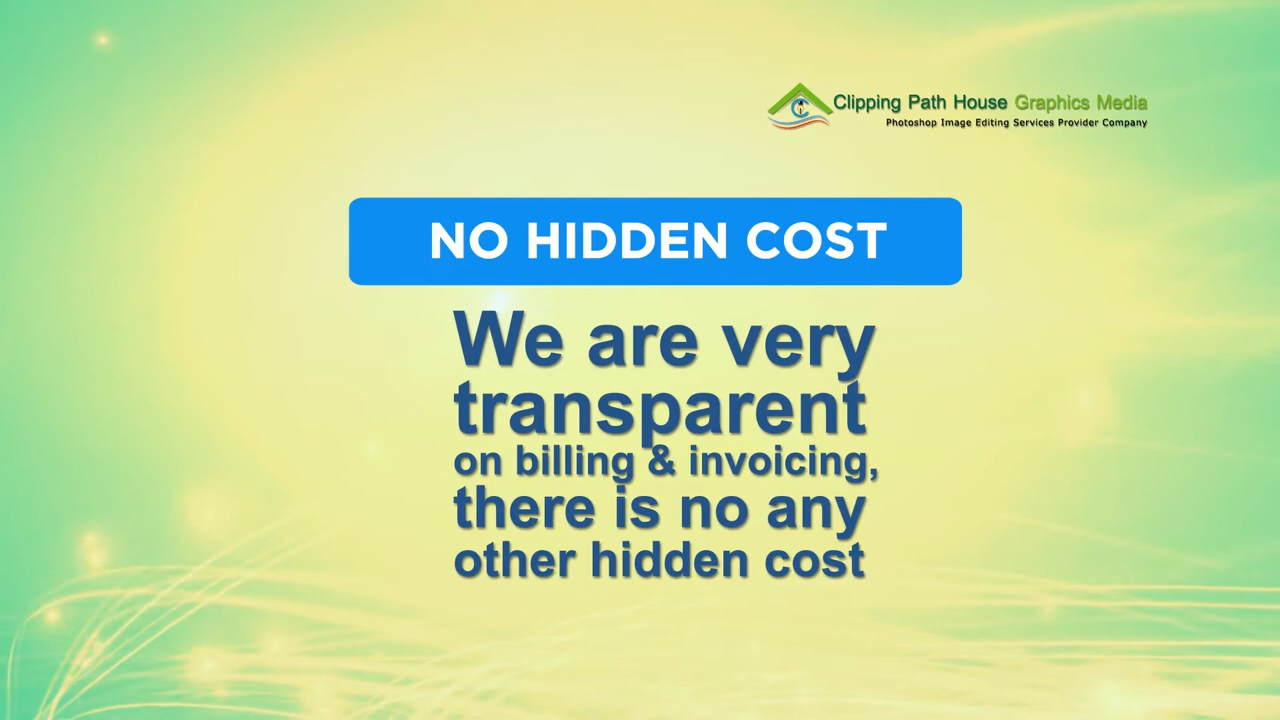 Clipping Path House Graphics Media
Photoshop Image Editing Services Provider Company
NO HIDDEN COST
We are very
transparent
on billing & invoicing,
there is no any
other hidden cost